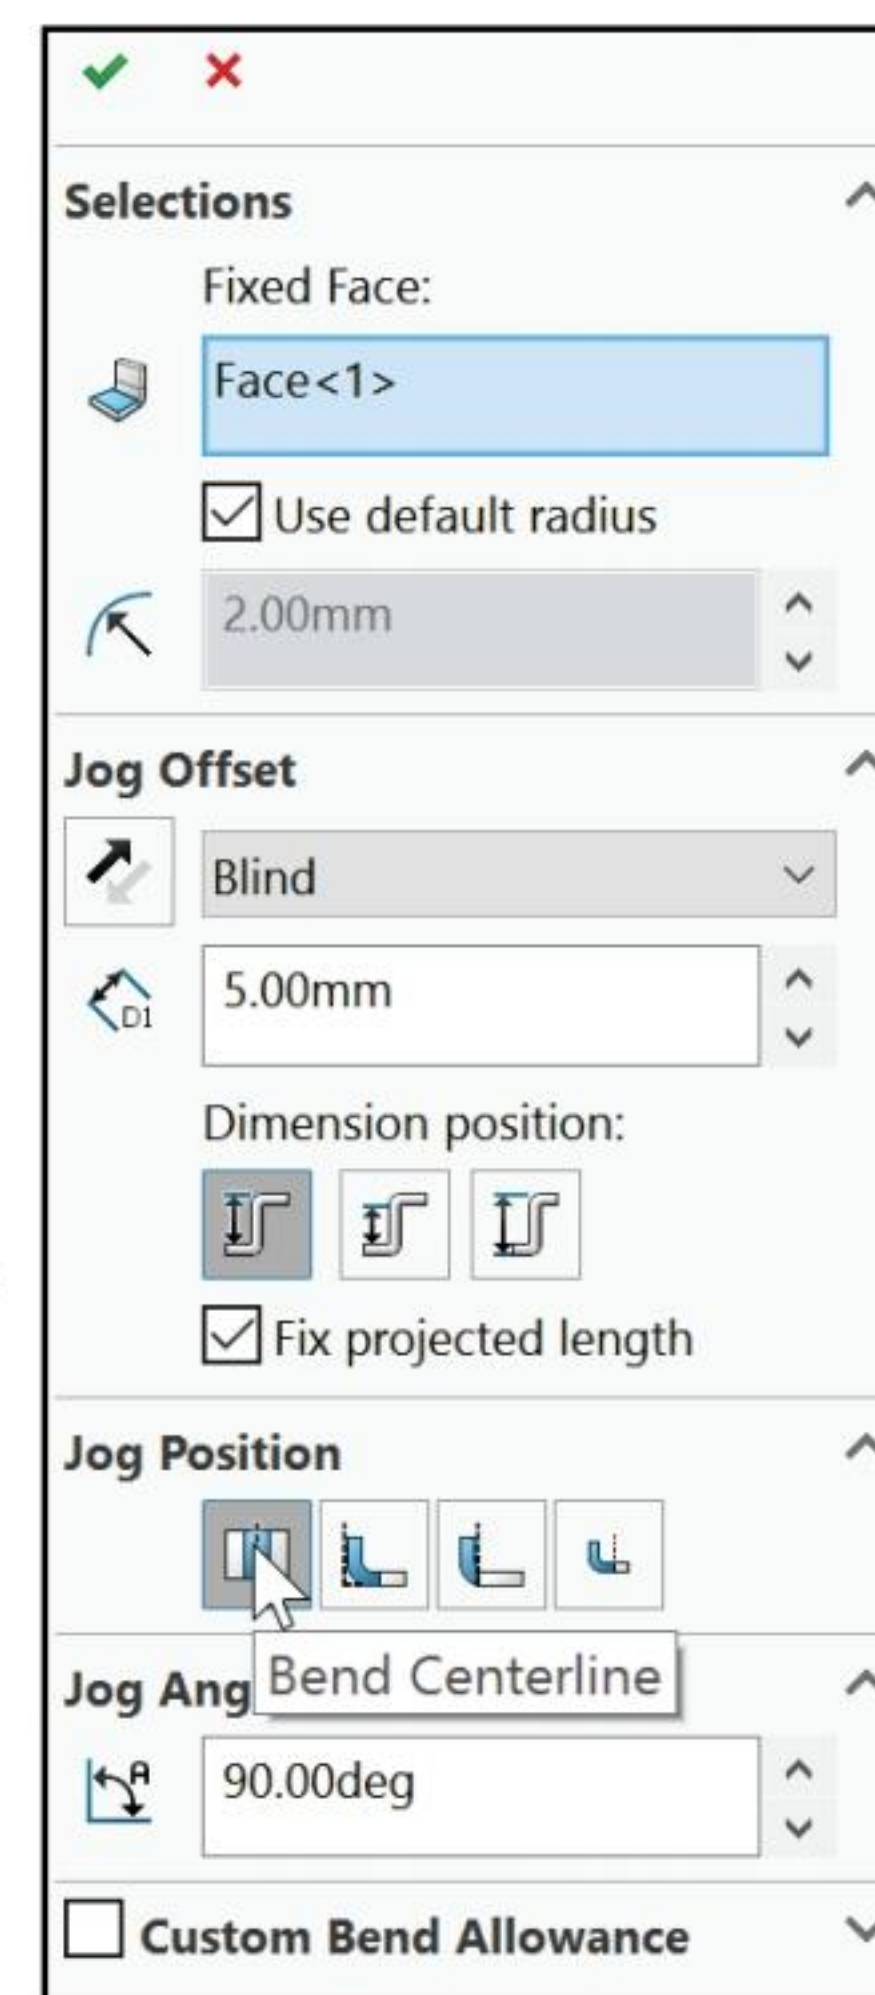 Selections
Fixed Face:
Face<1>
Use default radius
2.00mm
Jog Offset
Blind
D1
5.00mm
Dimension position:
Fix projected length
Jog Position
Bend Centerline
Jog Ang
A
90.00deg
Custom Bend Allowance